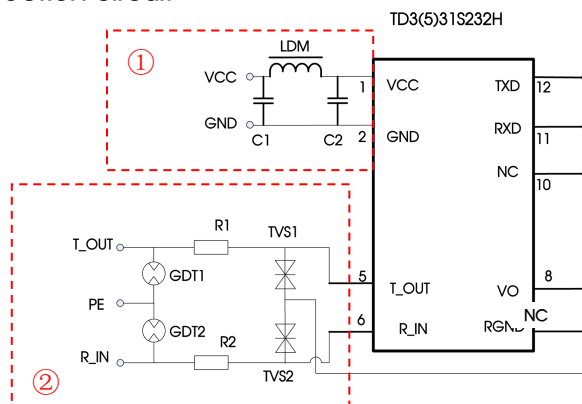 TD3(5)31S232H
①
LDM
VCC
GND
C1
C2
1
2
VCC
GND
TXD
RXD
NC
12
11
10
T_OUT
R1
TVS1
GDT1
PE
GDT2
R_IN
R2
TVS2
②
5
6
T_OUT
R_IN
VO
8
NC